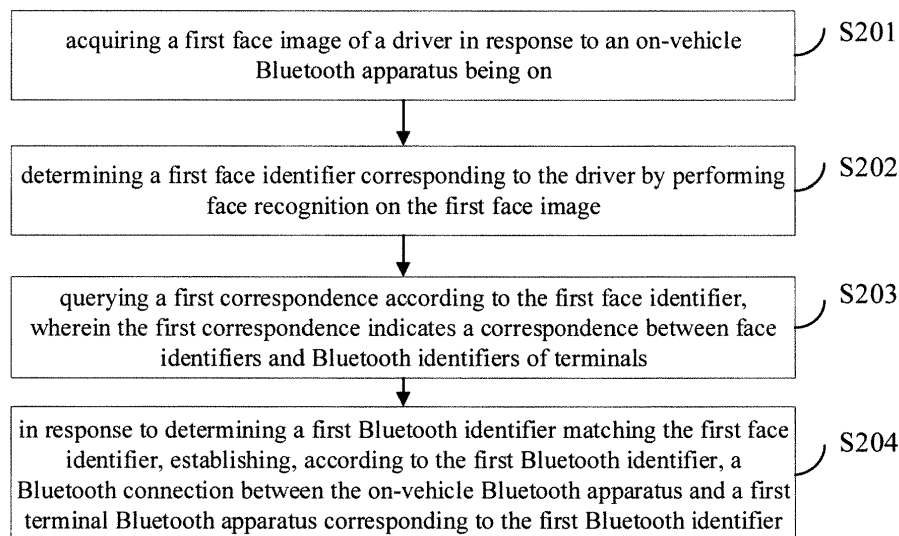 acquiring a first face image of a driver in response to an on-vehicle
Bluetooth apparatus being on
S201
determining a first face identifier corresponding to the driver by performing
face recognition on the first face image
S202
querying a first correspondence according to the first face identifier,
wherein the first correspondence indicates a correspondence between face
identifiers and Bluetooth identifiers of terminals
S203
in response to determining a first Bluetooth identifier matching the first face
identifier, establishing, according to the first Bluetooth identifier, a
Bluetooth connection between the on-vehicle Bluetooth apparatus and a first
terminal Bluetooth apparatus corresponding to the first Bluetooth identifier
S204